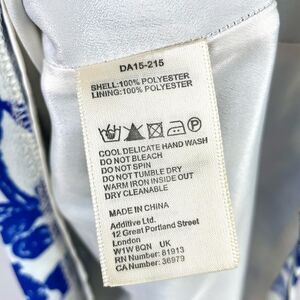 DA15-215
SHELL:100% POLYESTER
LINING:100% POLYESTER
COOL DELICATE HAND WASH
DO NOT BLEACH
DO NOT SPIN
DO NOT TUMBLE DRY
WARM IRON INSIDE OUT
DRY CLEANABLE
MADE IN CHINA
Additive Ltd.
12 Great Portland Street
London
W1W 8QN UK
RN Number: 81913
CA Number: 36979